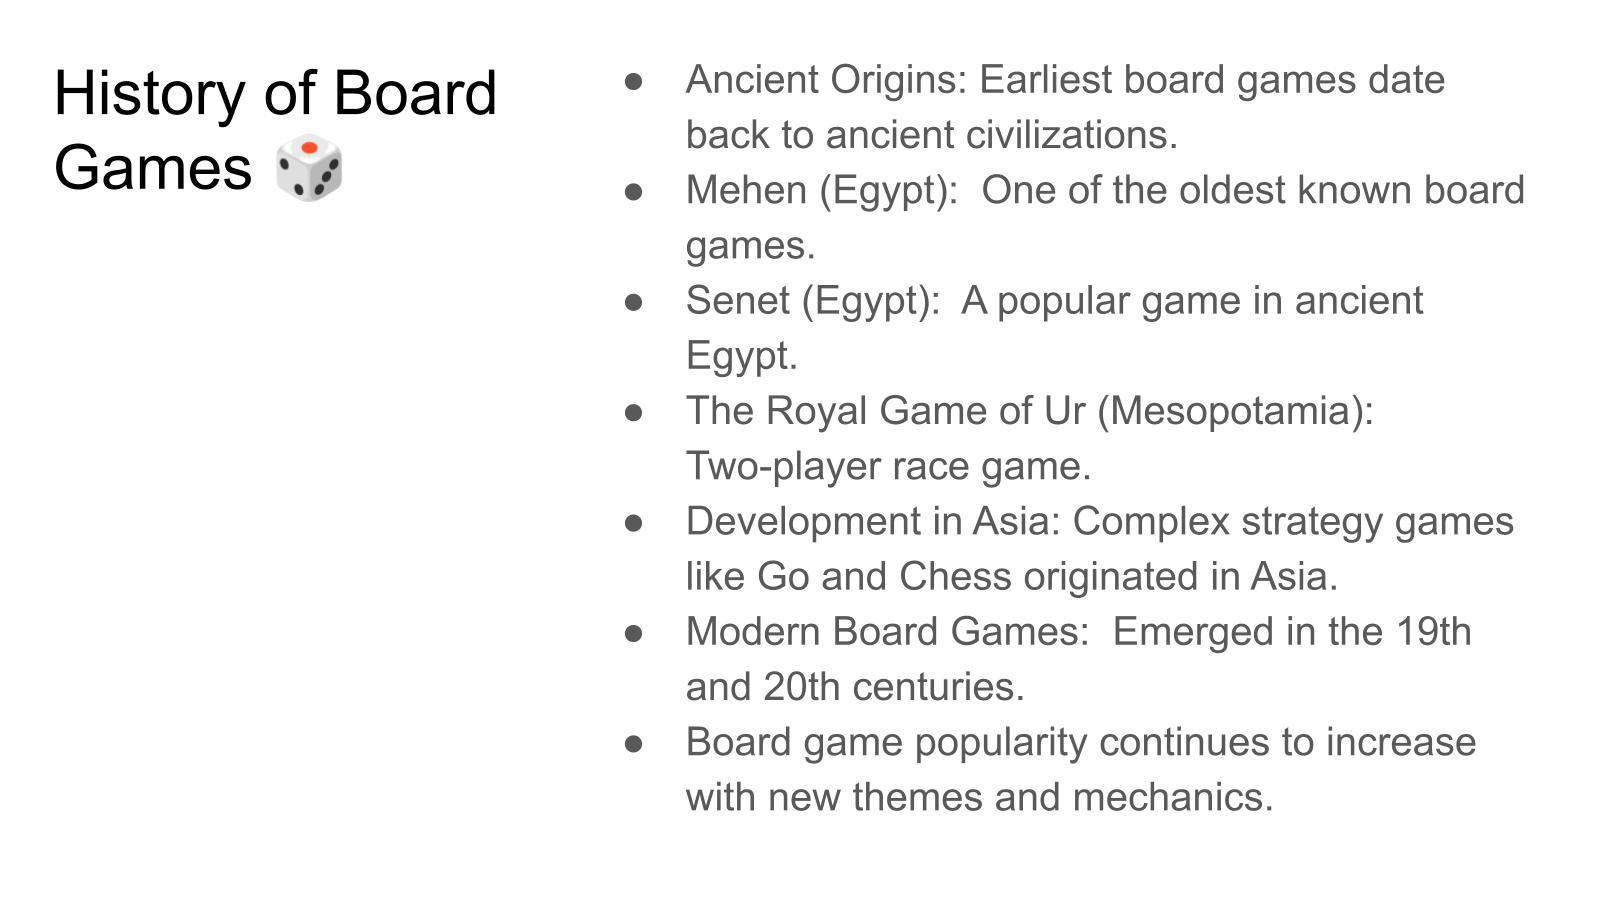 History of Board
Games 🎲
● Ancient Origins: Earliest board games date
back to ancient civilizations.
● Mehen (Egypt):  One of the oldest known board
games.
● Senet (Egypt):  A popular game in ancient
Egypt.
● The Royal Game of Ur (Mesopotamia):
Two-player race game.
● Development in Asia: Complex strategy games
like Go and Chess originated in Asia.
● Modern Board Games:  Emerged in the 19th
and 20th centuries.
● Board game popularity continues to increase
with new themes and mechanics.